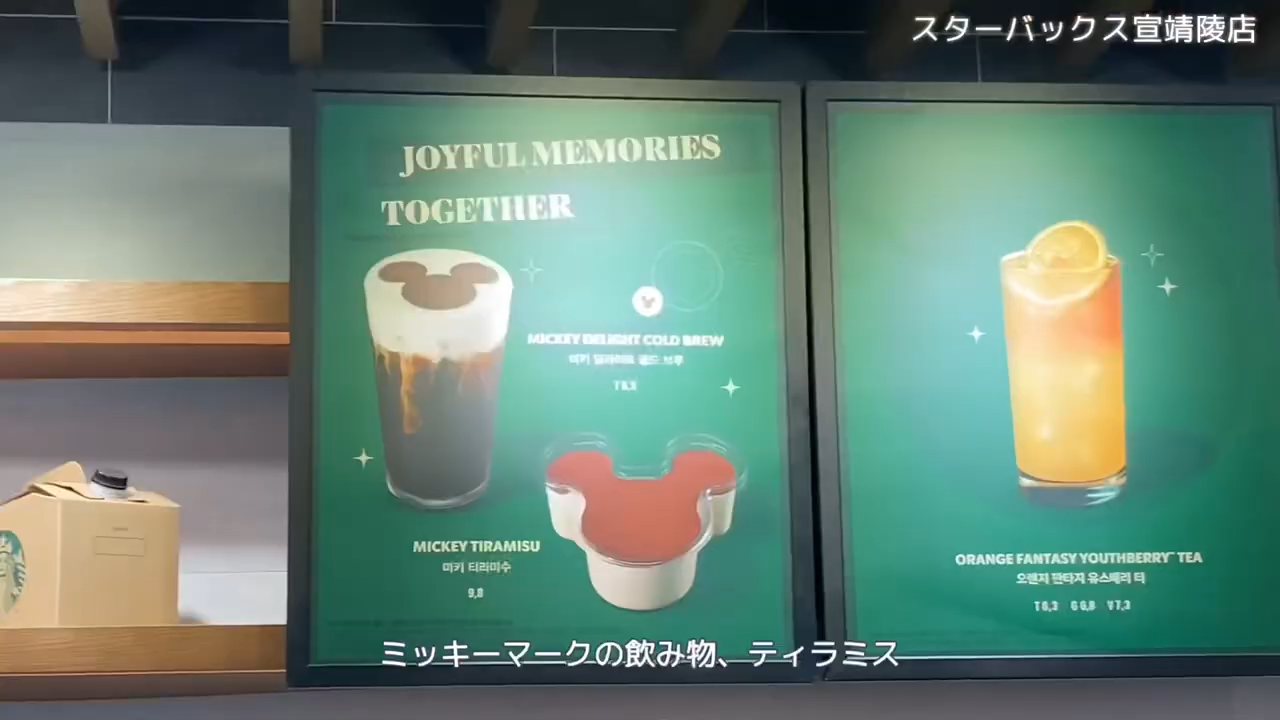 スターバックス宣靖陵店
JOYFUL MEMORIES
TOGETHER
MICKEY DELIGHT COLD BREW
미키 딜라이트 콜드 브루
MICKEY TIRAMISU
미키 티라미수
9,8
ORANGE FANTASY YOUTHBERRY™ TEA
오렌지 판타지 유스베리 티
T 6,3 G 6,8 V 7,3
ミッキーマークの飲み物、ティラミス